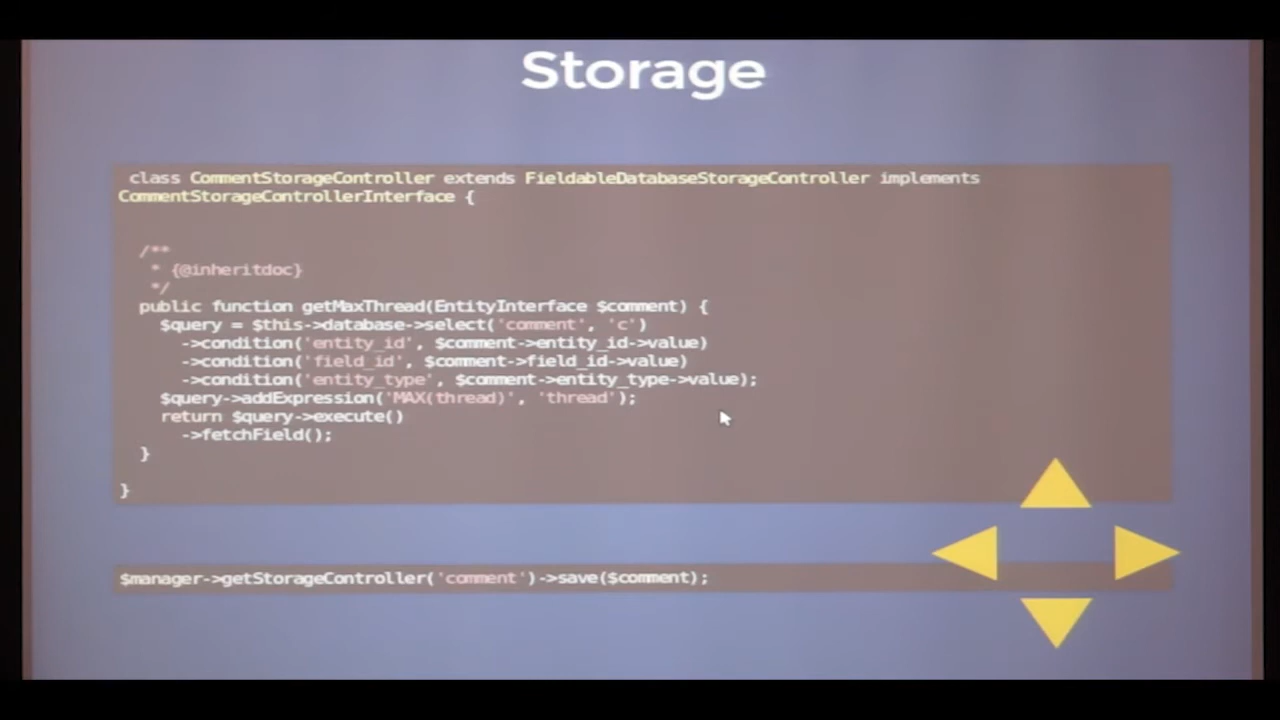 Storage
class CommentStorageController extends FieldableDatabaseStorageController implements
CommentStorageControllerInterface {
/**
* {@inheritdoc}
*/
public function getMaxThread(EntityInterface $comment) {
$query = $this->database->select('comment', 'c')
->condition('entity_id', $comment->entity_id->value)
->condition('field_id', $comment->field_id->value)
->condition('entity_type', $comment->entity_type->value);
$query->addExpression('MAX(thread)', 'thread');
return $query->execute()
->fetchField();
}
}
$manager->getStorageController('comment')->save($comment);